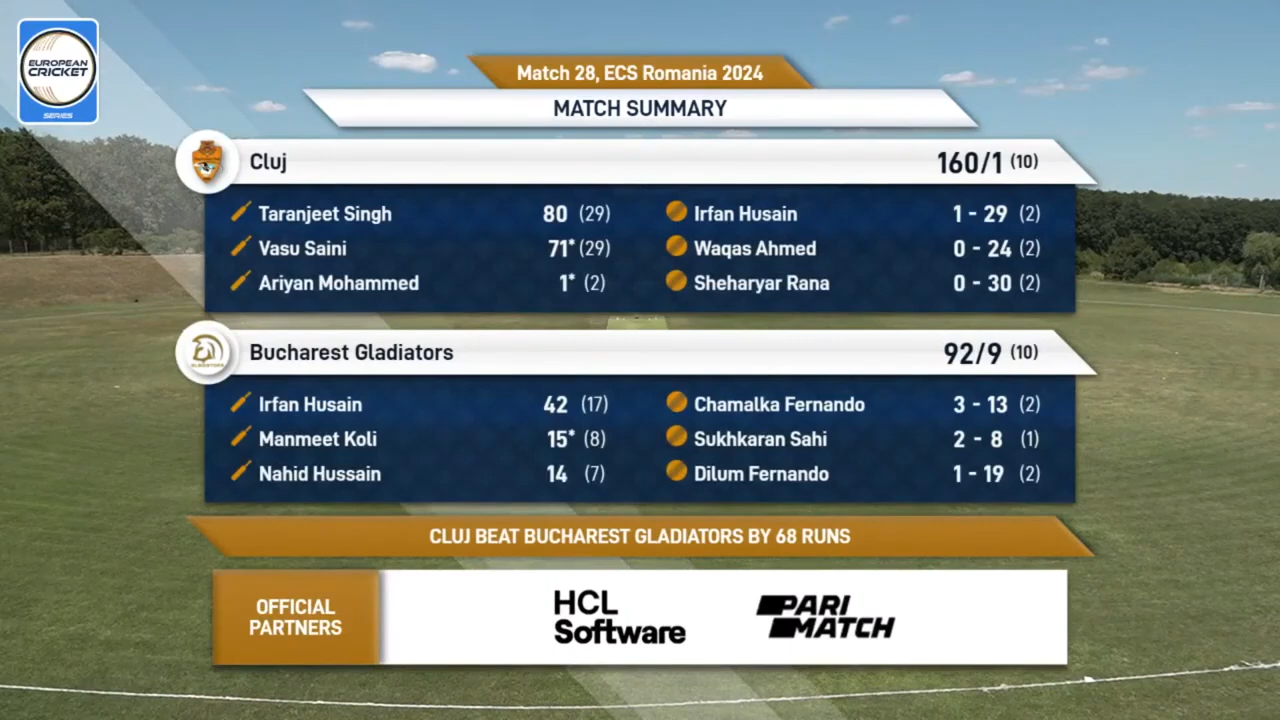 EUROPEAN
CRICKET
SERIES
Match 28, ECS Romania 2024
MATCH SUMMARY
Cluj 160/1 (10)
Taranjeet Singh 80 (29) Irfan Husain 1 - 29 (2)
Vasu Saini 71* (29) Waqas Ahmed 0 - 24 (2)
Ariyan Mohammed 1* (2) Sheharyar Rana 0 - 30 (2)
Bucharest Gladiators 92/9 (10)
Irfan Husain 42 (17) Chamalka Fernando 3 - 13 (2)
Manmeet Koli 15* (8) Sukhkaran Sahi 2 - 8 (1)
Nahid Hussain 14 (7) Dilum Fernando 1 - 19 (2)
CLUJ BEAT BUCHAREST GLADIATORS BY 68 RUNS
OFFICIAL
PARTNERS
HCL
Software
PARI
MATCH